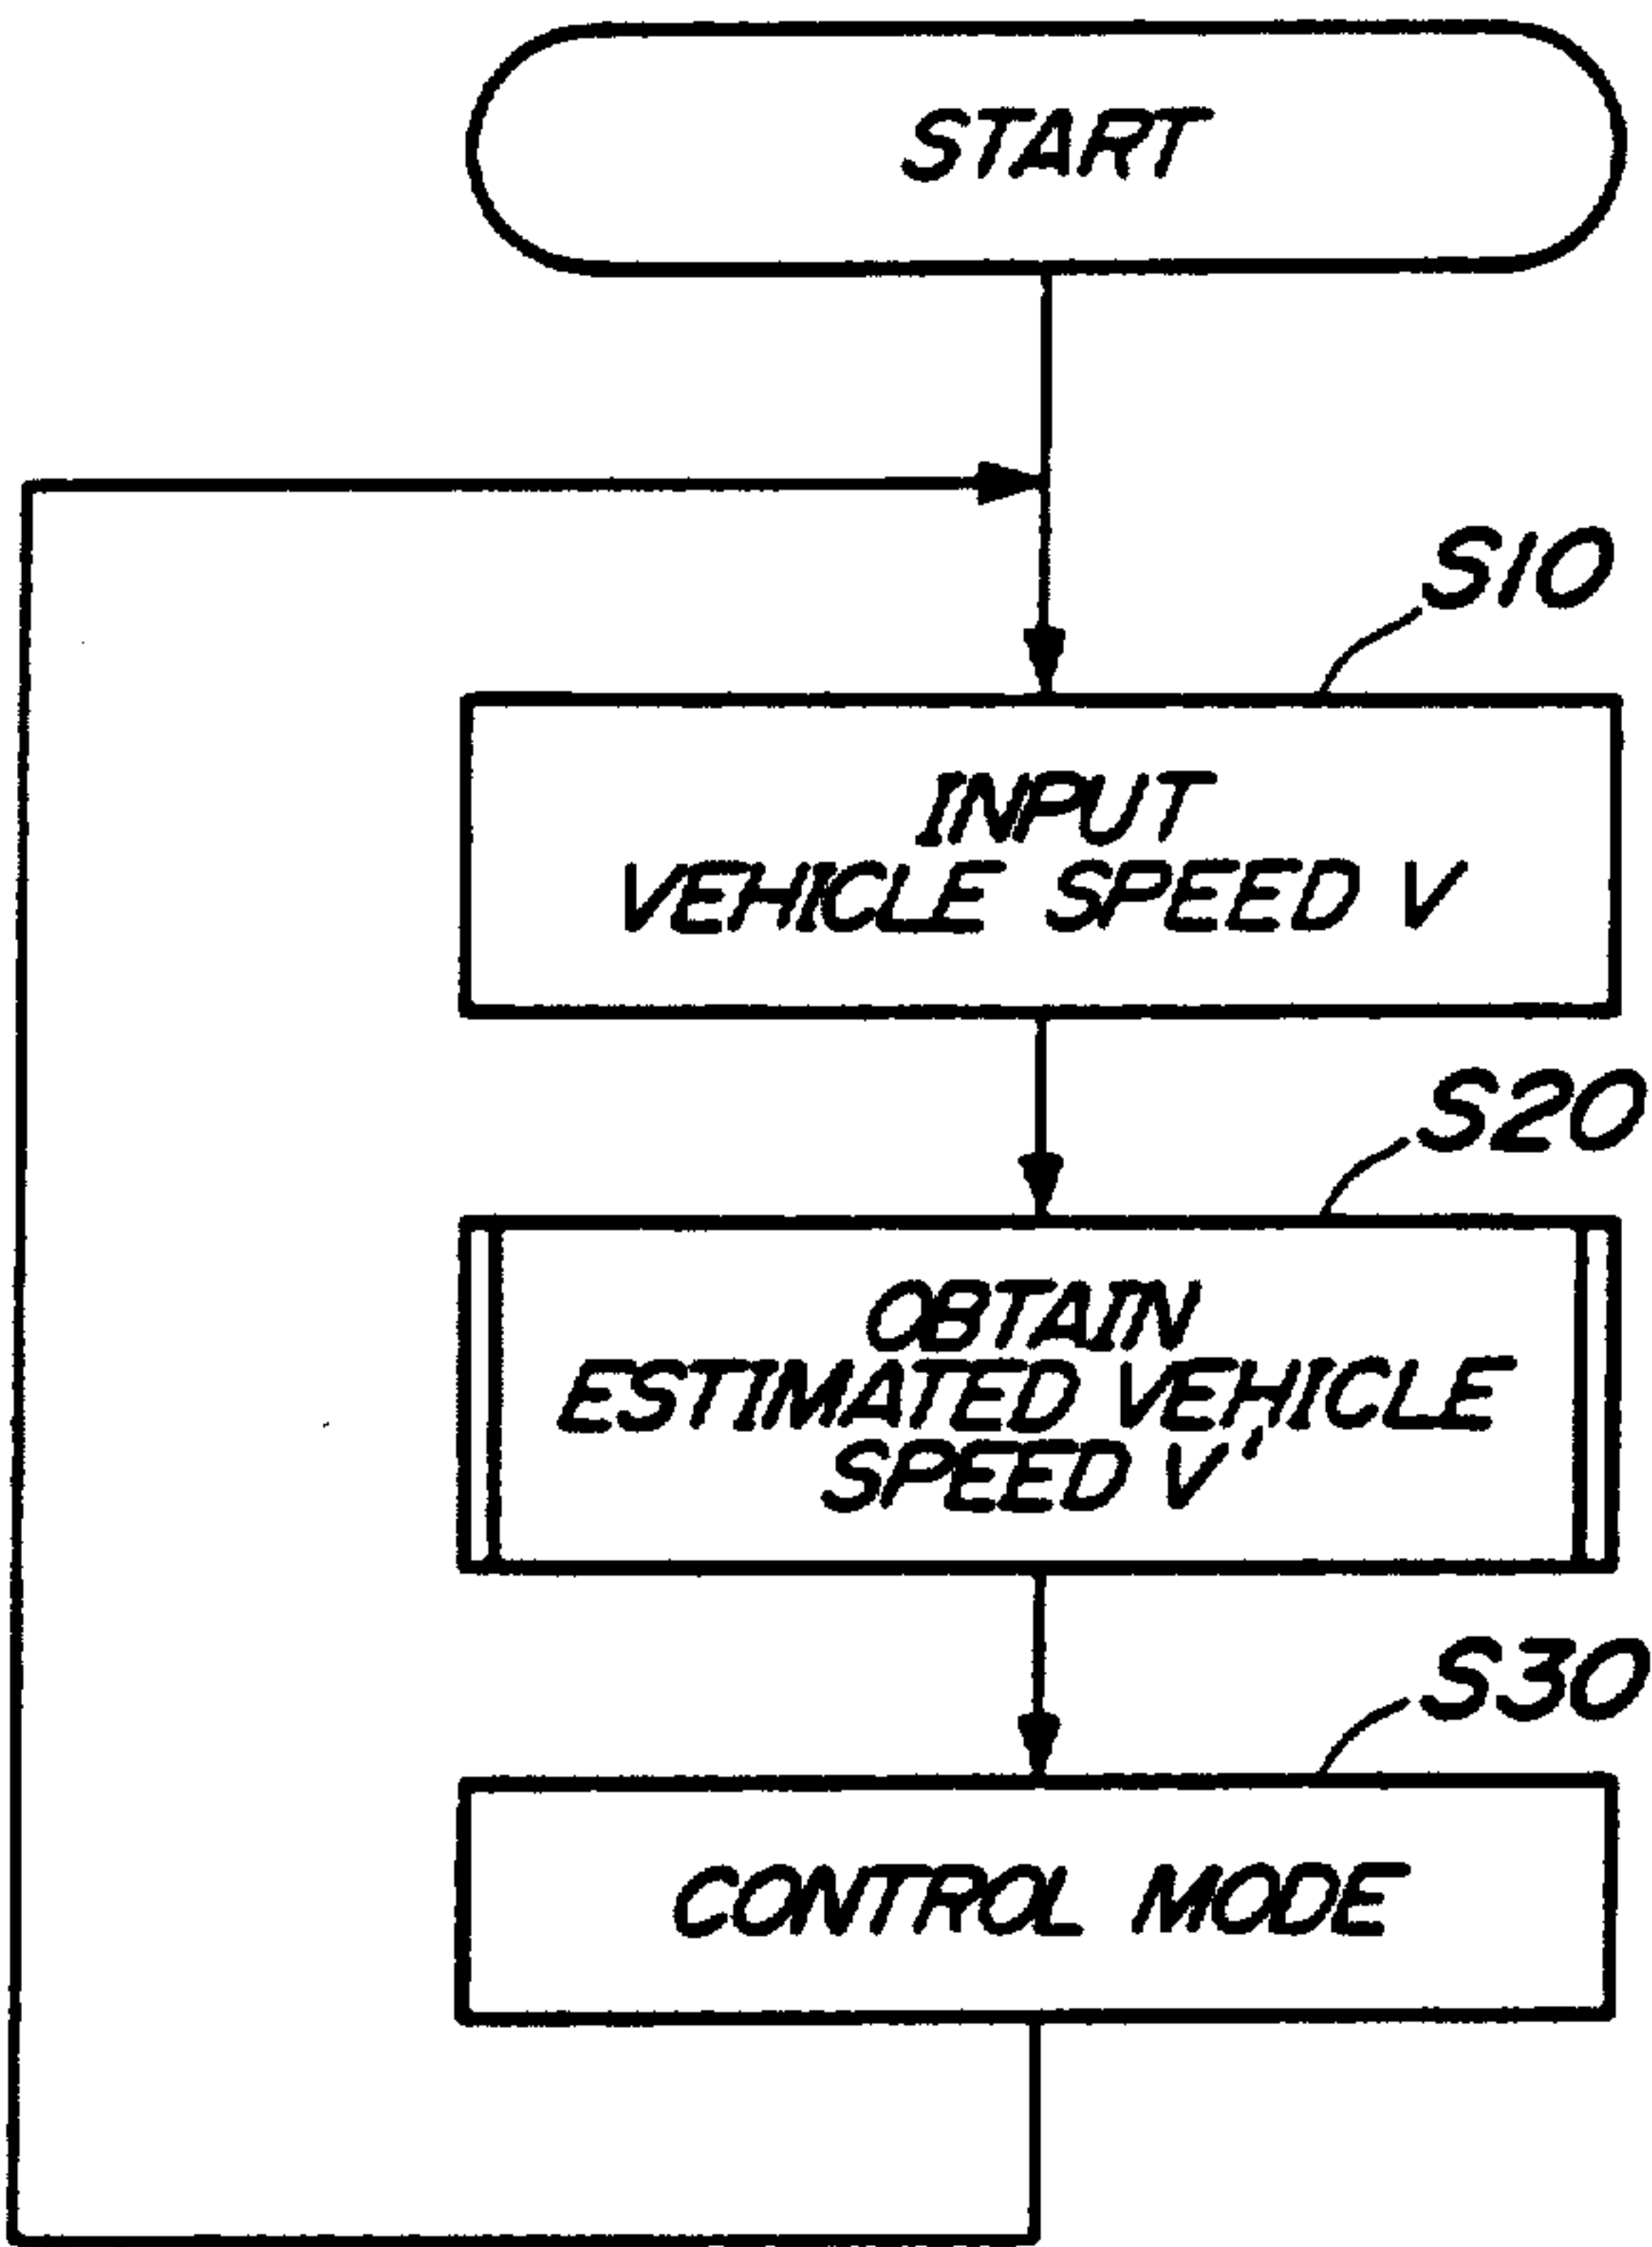 START
S10
INPUT
VEHICLE SPEED V
S20
OBTAIN
ESTIMATED VEHICLE
SPEED V'
S30
CONTROL MODE